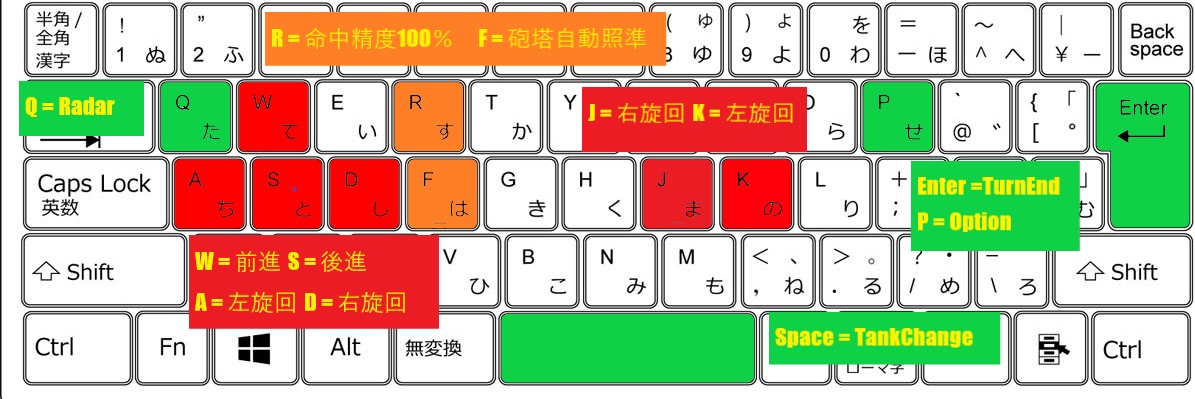 半角/ ! " ( ゅ ) ょ を = ~ |
全角
漢字 1 ぬ 2 ふ ゆ 9 よ 0 わ ー ほ ^ へ ¥ ー Back space
R = 命中精度100% F = 砲塔自動照準
Q = Radar
Q た W て E い R す T か Y ら P せ ` @ ゛ { 「 [ ゜ Enter
J = 右旋回 K = 左旋回
Caps Lock
英数
A ち S と D し F は G き H く J ま K の L り + ; 」 む
Enter =TurnEnd
P = Option
Shift V ひ B こ N み M も < 、 , ね > 。 . る ? ・ / め \ ろ Shift
W = 前進 S = 後進
A = 左旋回 D = 右旋回
Ctrl Fn Alt 無変換 Ctrl
Space = TankChange
ローマ字